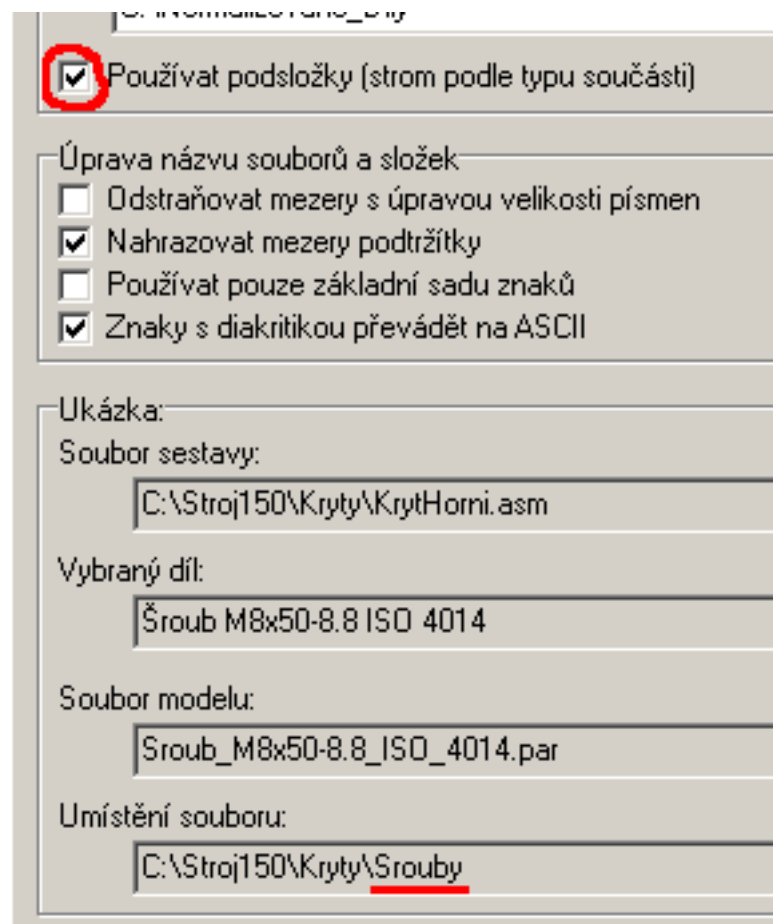 Používat podsložky (strom podle typu součásti)
Úprava názvu souborů a složek
Odstraňovat mezery s úpravou velikosti písmen
Nahrazovat mezery podtržítky
Používat pouze základní sadu znaků
Znaky s diakritikou převádět na ASCII
Ukázka:
Soubor sestavy:
C:\Stroj150\Kryty\KrytHorni.asm
Vybraný díl:
Šroub M8x50-8.8 ISO 4014
Soubor modelu:
Sroub_M8x50-8.8_ISO_4014.par
Umístění souboru:
C:\Stroj150\Kryty\Srouby